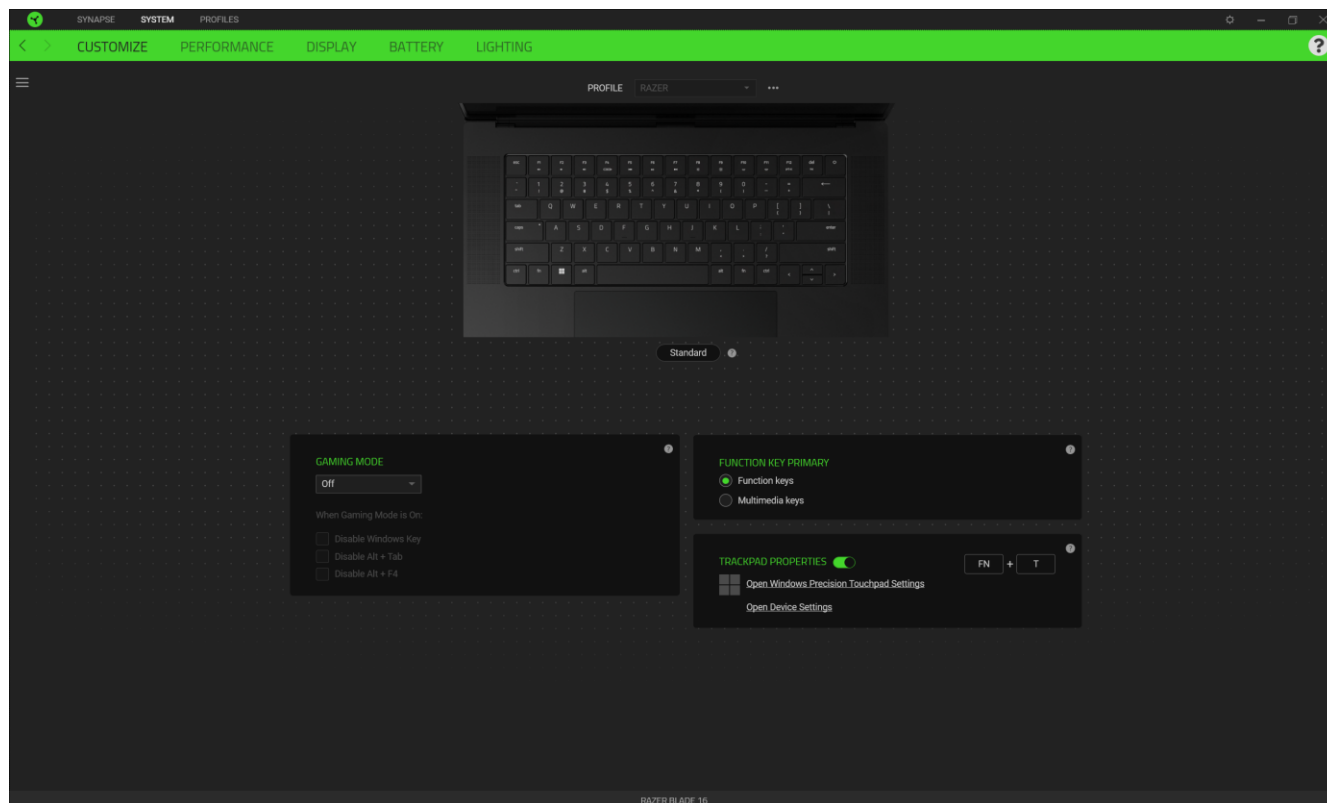 SYNAPSE SYSTEM PROFILES
CUSTOMIZE PERFORMANCE DISPLAY BATTERY LIGHTING
?
PROFILE RAZER
Q W E R T Y U I O P
A S D F G H J K L
Z X C V B N M
Standard ?
GAMING MODE ?
Off
When Gaming Mode is On:
Disable Windows Key
Disable Alt + Tab
Disable Alt + F4
FUNCTION KEY PRIMARY ?
Function keys
Multimedia keys
TRACKPAD PROPERTIES FN + T ?
Open Windows Precision Touchpad Settings
Open Device Settings
RAZER BLADE 16